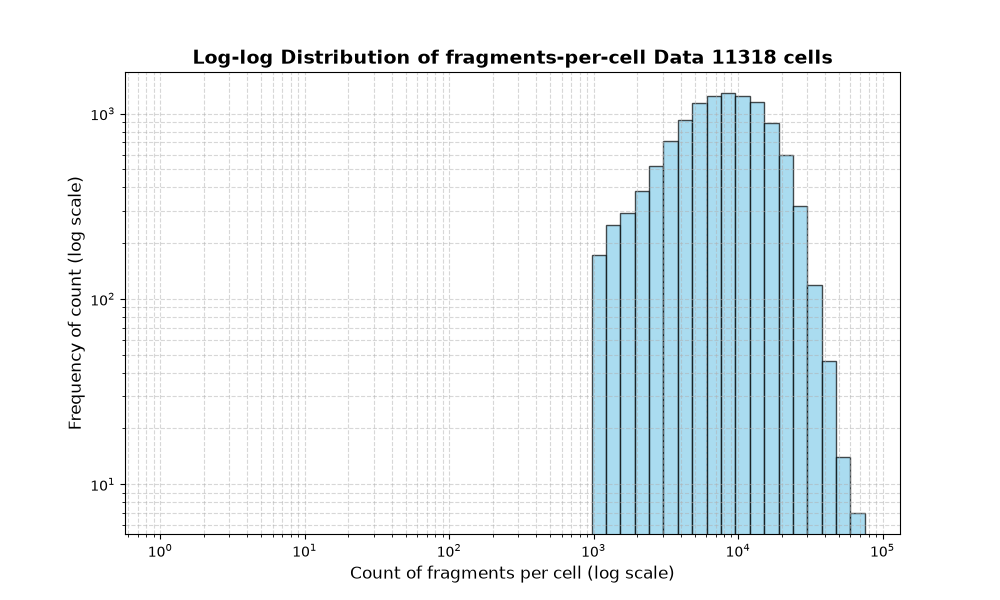 Log-log Distribution of fragments-per-cell Data 11318 cells
Frequency of count (log scale)
10³
10²
10¹
10⁰ 10¹ 10² 10³ 10⁴ 10⁵
Count of fragments per cell (log scale)